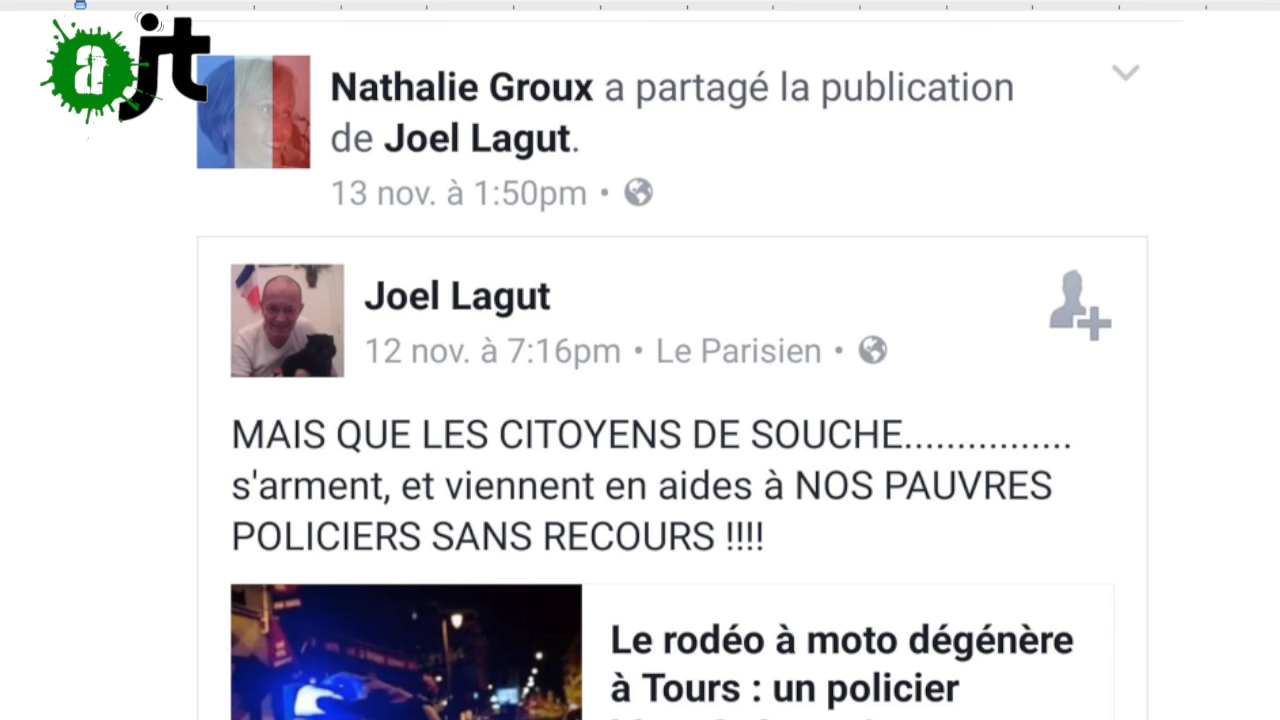 ajt
Nathalie Groux a partagé la publication
de Joel Lagut.
13 nov. à 1:50pm •
Joel Lagut
12 nov. à 7:16pm • Le Parisien •
MAIS QUE LES CITOYENS DE SOUCHE................
s'arment, et viennent en aides à NOS PAUVRES
POLICIERS SANS RECOURS !!!!
Le rodéo à moto dégénère
à Tours : un policier